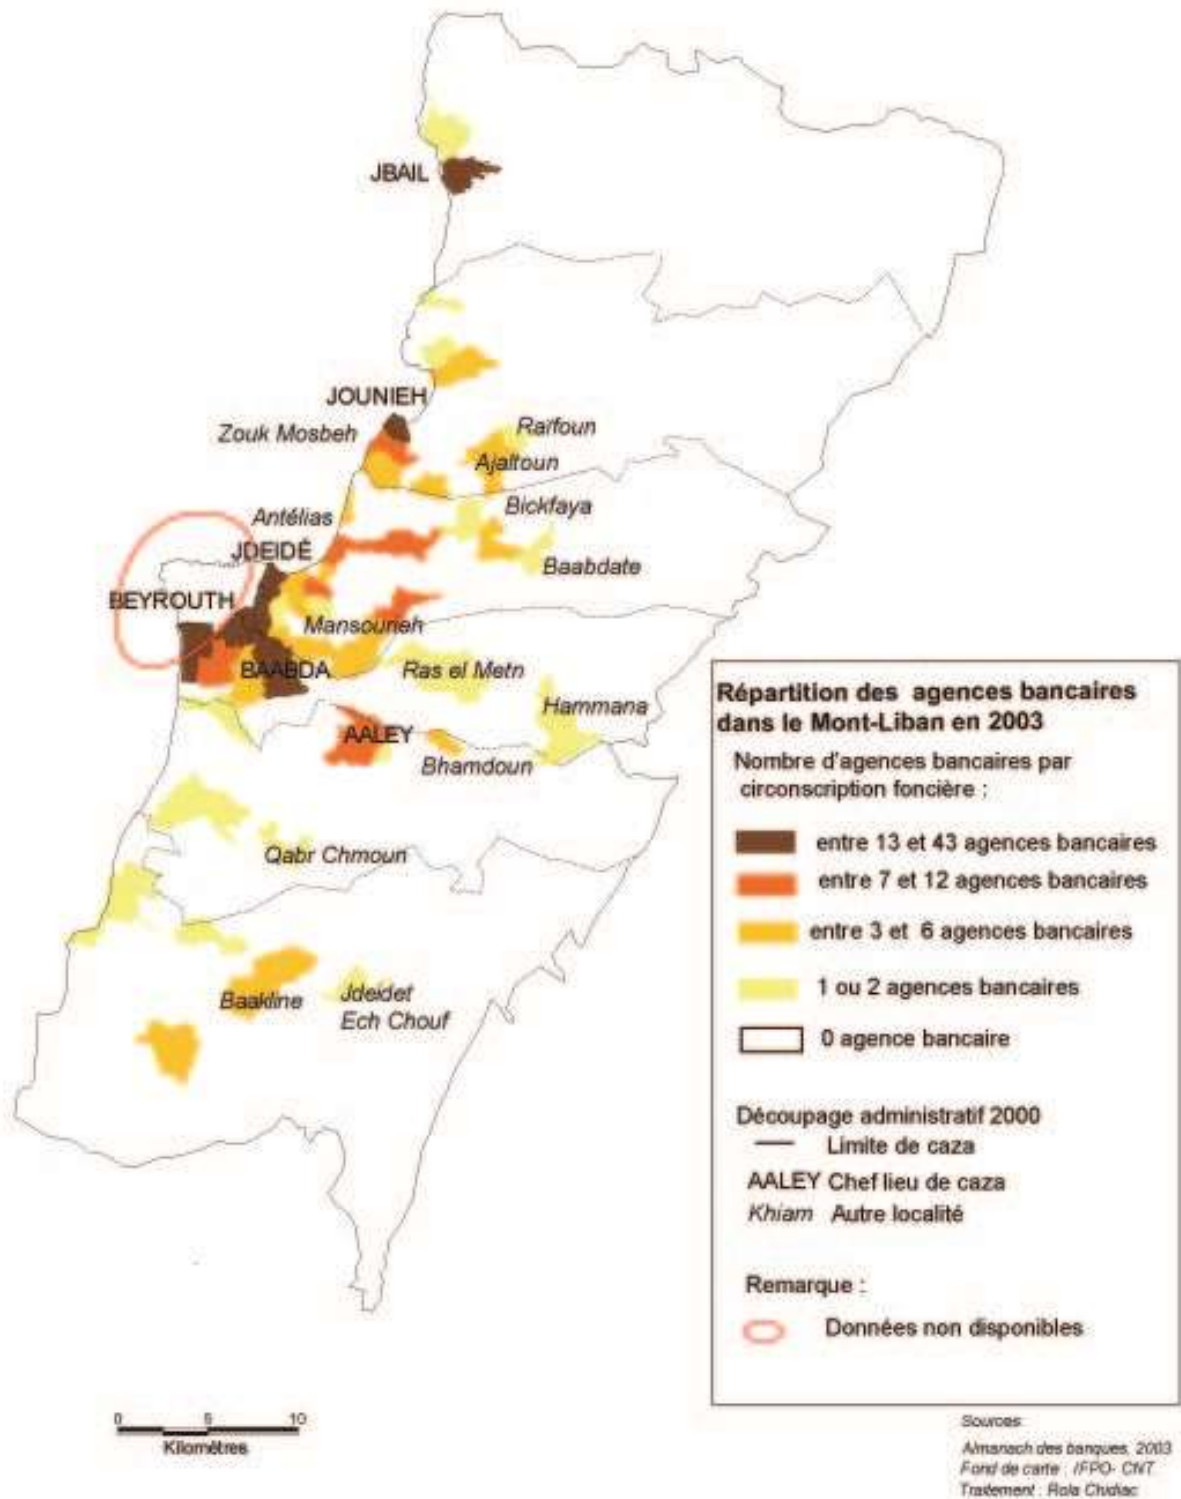 JBAIL
JOUNIEH
Zouk Mosbeh
Raïfoun
Ajaltoun
Bickfaya
Antélias
JDEIDÉ
Baabdate
BEYROUTH
Mansourieh
BAABDA
Ras el Metn
Hammana
AALEY
Bhamdoun
Qabr Chmoun
Baakline
Jdeidet
Ech Chouf
Répartition des agences bancaires
dans le Mont-Liban en 2003
Nombre d'agences bancaires par
circonscription foncière :
entre 13 et 43 agences bancaires
entre 7 et 12 agences bancaires
entre 3 et 6 agences bancaires
1 ou 2 agences bancaires
0 agence bancaire
Découpage administratif 2000
Limite de caza
AALEY Chef lieu de caza
Khiam Autre localité
Remarque :
Données non disponibles
0 5 10
Kilomètres
Sources:
Almanach des banques, 2003
Fond de carte : IFPO- CNT
Traitement : Rola Chidiac